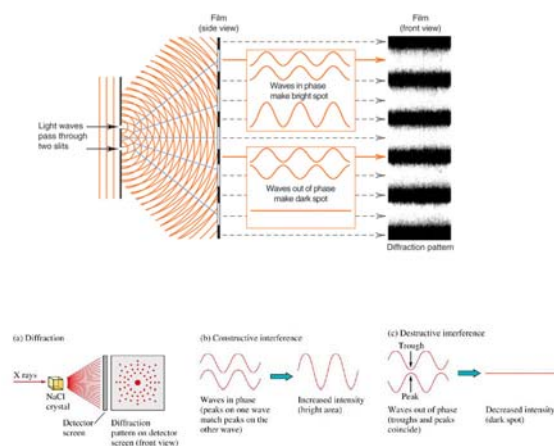 Film
(side view)
Film
(front view)
Light waves
pass through
two slits
Waves in phase
make bright spot
Waves out of phase
make dark spot
Diffraction pattern
(a) Diffraction
X rays
NaCl
crystal
Detector
screen
Diffraction
pattern on detector
screen (front view)
(b) Constructive interference
Waves in phase
(peaks on one wave
match peaks on
the other wave)
Increased intensity
(bright area)
(c) Destructive interference
Trough
Peak
Waves out of phase
(troughs and peaks
coincide)
Decreased intensity
(dark spot)